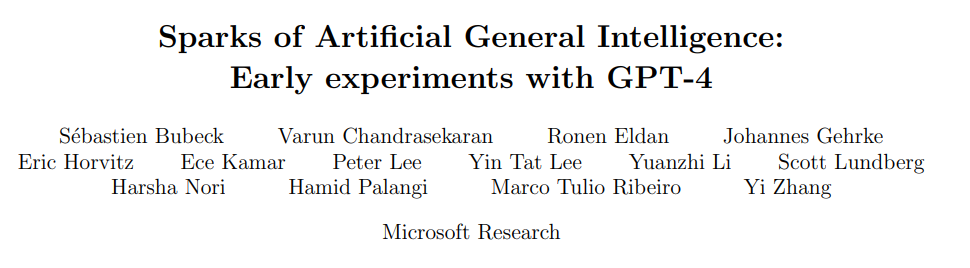 Sparks of Artificial General Intelligence:
Early experiments with GPT-4
Sébastien Bubeck Varun Chandrasekaran Ronen Eldan Johannes Gehrke
Eric Horvitz Ece Kamar Peter Lee Yin Tat Lee Yuanzhi Li Scott Lundberg
Harsha Nori Hamid Palangi Marco Tulio Ribeiro Yi Zhang
Microsoft Research